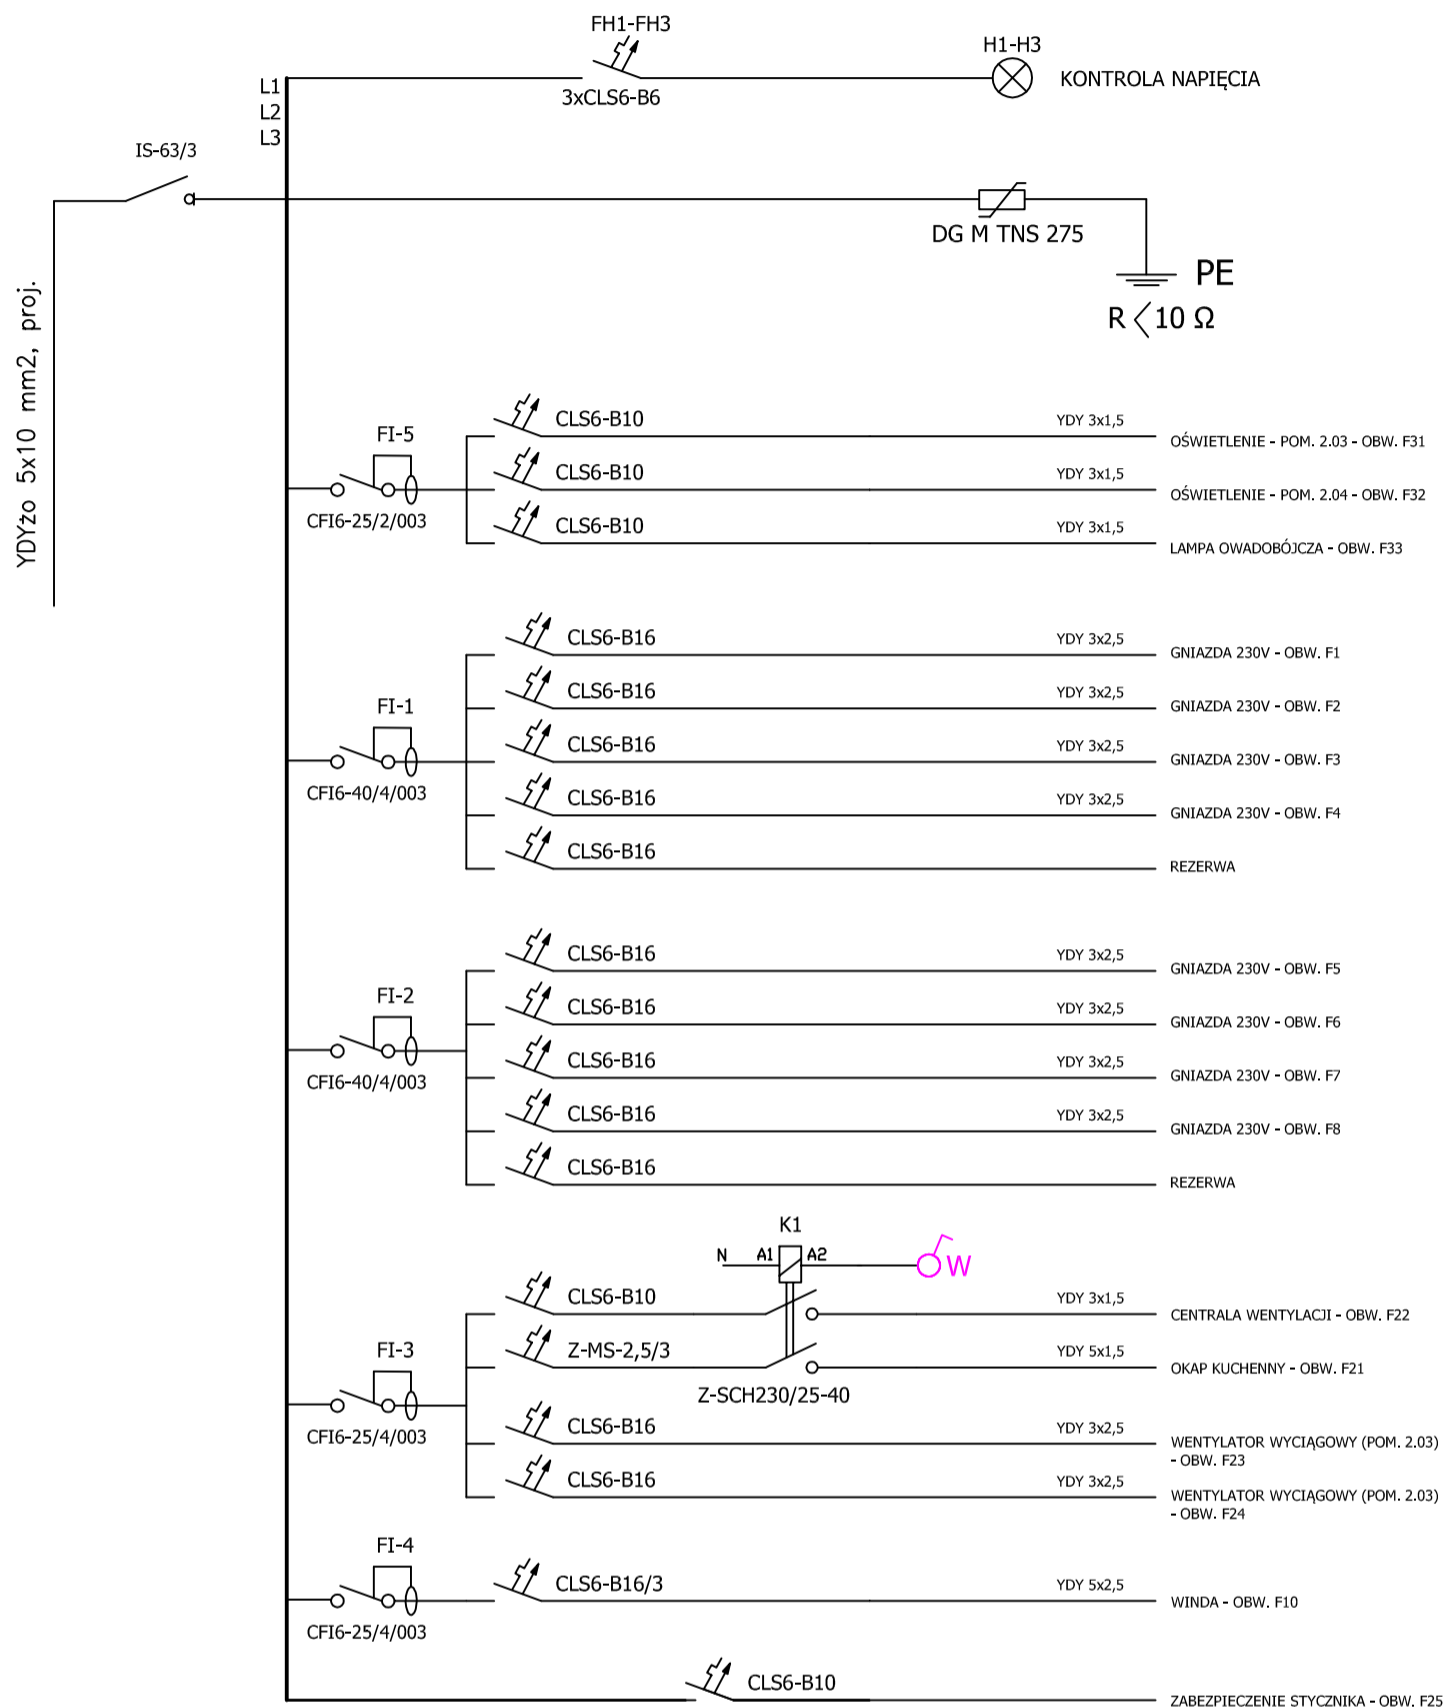 FH1-FH3
H1-H3
L1
L2
L3
KONTROLA NAPIĘCIA
3xCLS6-B6
IS-63/3
DG M TNS 275
PE
R < 10 Ω
YDYżo 5x10 mm2, proj.
FI-5
CFI6-25/2/003
CLS6-B10
YDY 3x1,5
OŚWIETLENIE - POM. 2.03 - OBW. F31
CLS6-B10
YDY 3x1,5
OŚWIETLENIE - POM. 2.04 - OBW. F32
CLS6-B10
YDY 3x1,5
LAMPA OWADOBÓJCZA - OBW. F33
FI-1
CFI6-40/4/003
CLS6-B16
YDY 3x2,5
GNIAZDA 230V - OBW. F1
CLS6-B16
YDY 3x2,5
GNIAZDA 230V - OBW. F2
CLS6-B16
YDY 3x2,5
GNIAZDA 230V - OBW. F3
CLS6-B16
YDY 3x2,5
GNIAZDA 230V - OBW. F4
CLS6-B16
REZERWA
FI-2
CFI6-40/4/003
CLS6-B16
YDY 3x2,5
GNIAZDA 230V - OBW. F5
CLS6-B16
YDY 3x2,5
GNIAZDA 230V - OBW. F6
CLS6-B16
YDY 3x2,5
GNIAZDA 230V - OBW. F7
CLS6-B16
YDY 3x2,5
GNIAZDA 230V - OBW. F8
CLS6-B16
REZERWA
K1
N A1 A2
W
FI-3
CFI6-25/4/003
CLS6-B10
YDY 3x1,5
CENTRALA WENTYLACJI - OBW. F22
Z-MS-2,5/3
YDY 5x1,5
OKAP KUCHENNY - OBW. F21
Z-SCH230/25-40
CLS6-B16
YDY 3x2,5
WENTYLATOR WYCIĄGOWY (POM. 2.03)
- OBW. F23
CLS6-B16
YDY 3x2,5
WENTYLATOR WYCIĄGOWY (POM. 2.03)
- OBW. F24
FI-4
CFI6-25/4/003
CLS6-B16/3
YDY 5x2,5
WINDA - OBW. F10
CLS6-B10
ZABEZPIECZENIE STYCZNIKA - OBW. F25